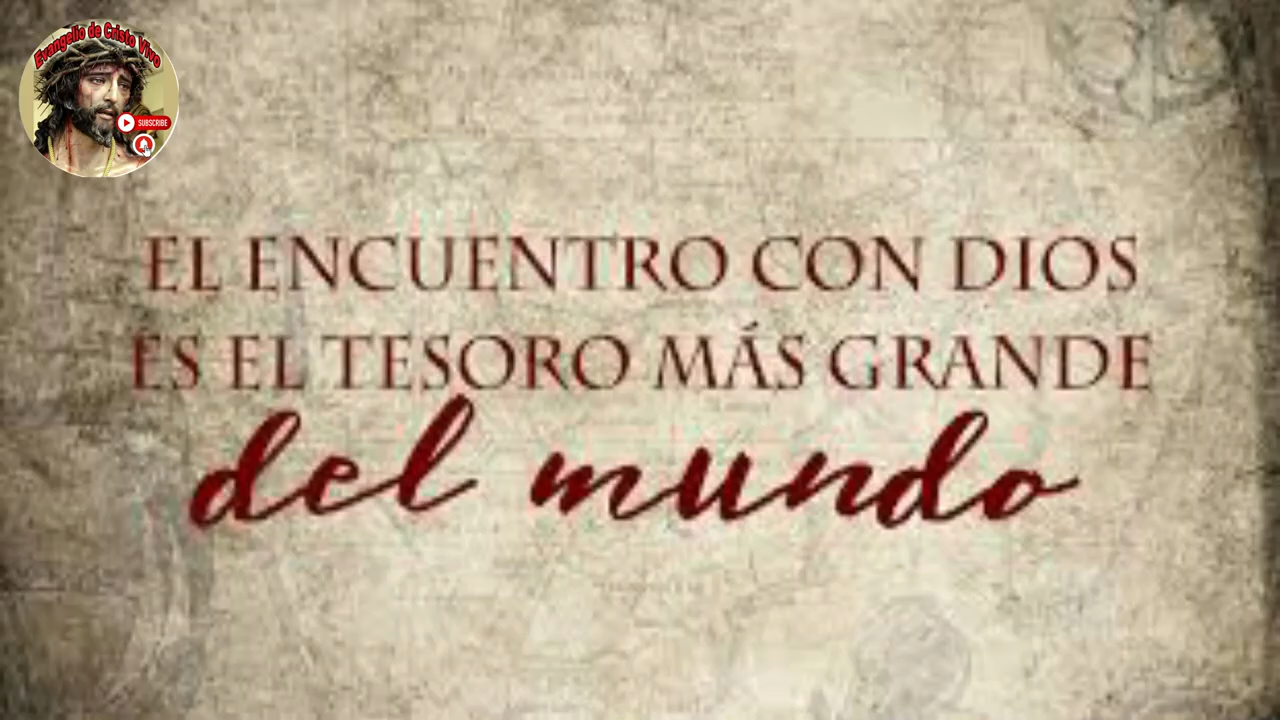 Evangelio de Cristo Vivo
SUBSCRIBE
EL ENCUENTRO CON DIOS
ES EL TESORO MÁS GRANDE
del mundo